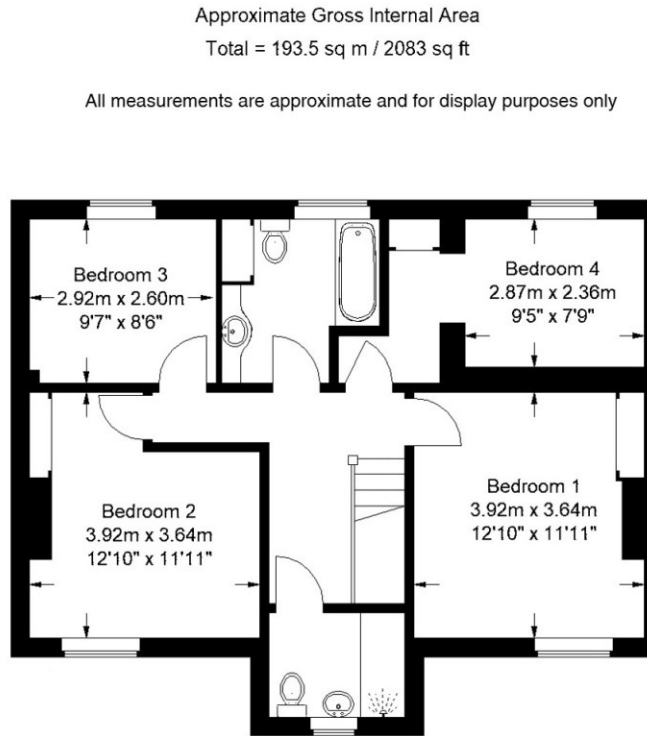 Approximate Gross Internal Area
Total = 193.5 sq m / 2083 sq ft
All measurements are approximate and for display purposes only
Bedroom 3
2.92m x 2.60m
9'7" x 8'6"
Bedroom 4
2.87m x 2.36m
9'5" x 7'9"
Bedroom 2
3.92m x 3.64m
12'10" x 11'11"
Bedroom 1
3.92m x 3.64m
12'10" x 11'11"